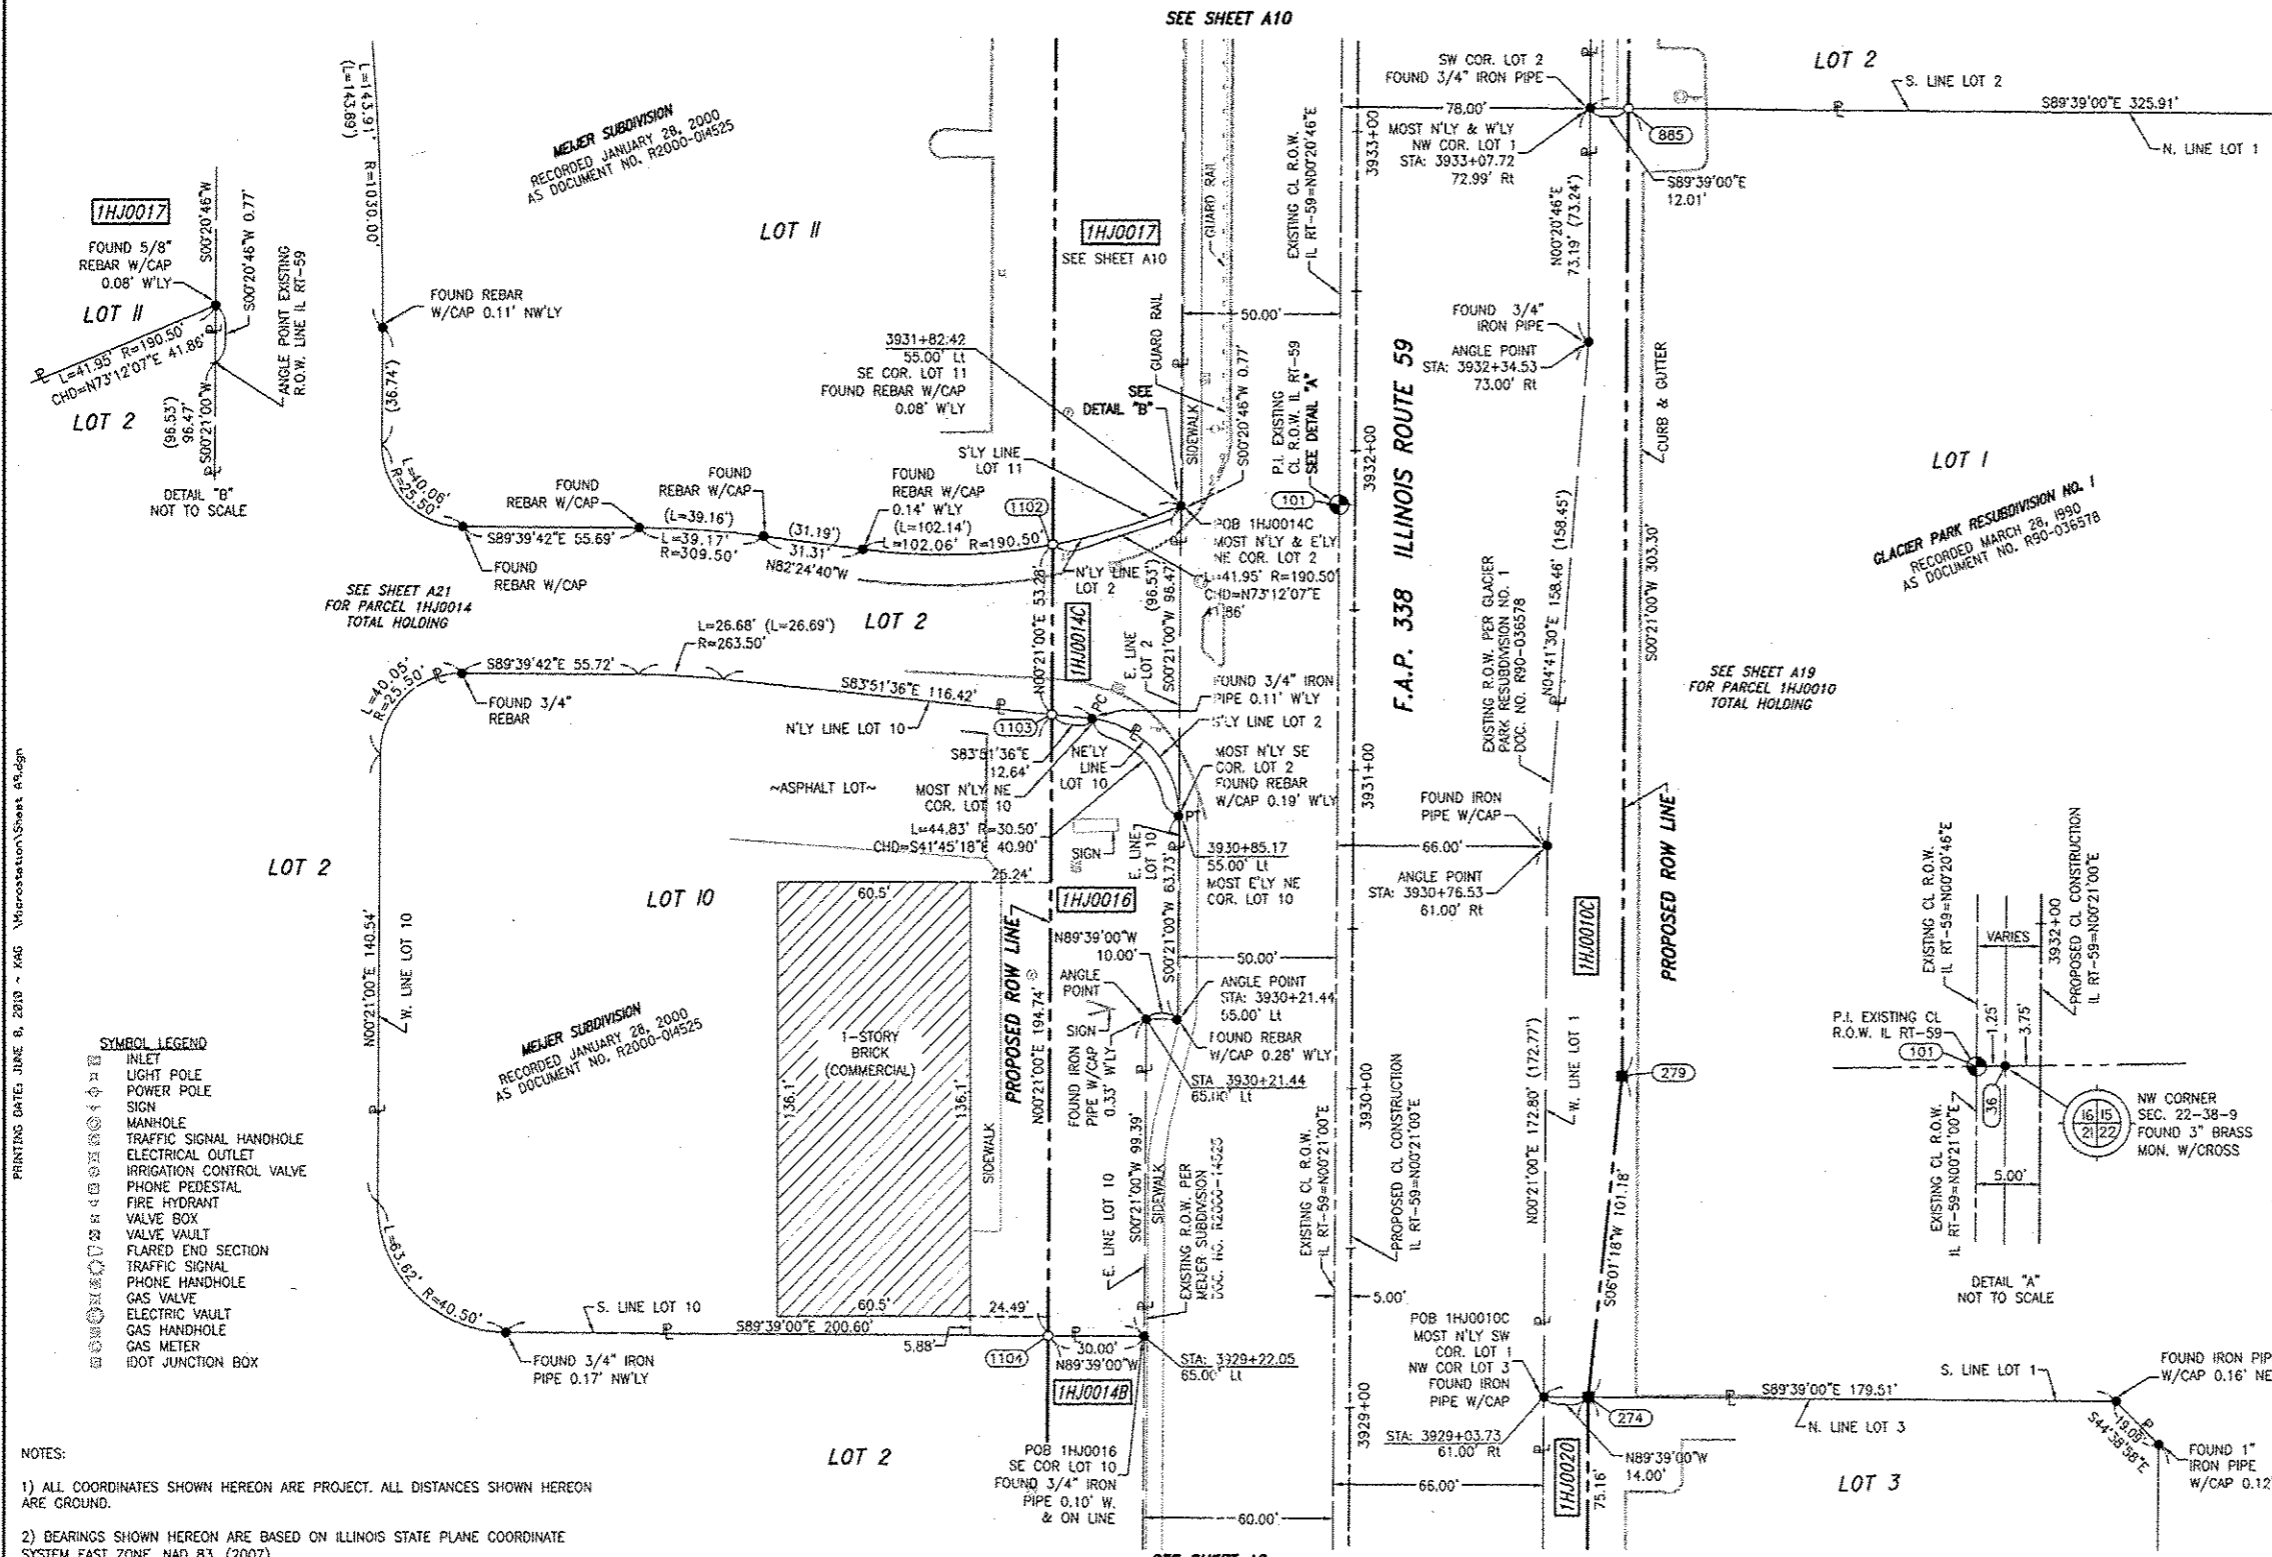 SEE SHEET A10
L=143.91' R=1030.00'
(L=143.89')
MEIJER SUBDIVISION
RECORDED JANUARY 28, 2000
AS DOCUMENT NO. R2000-014525
LOT 11
1HJ0017
SEE SHEET A10
GUARD RAIL
EXISTING CL R.O.W.
IL RT-59=N00°20'46"E
3933+00
SW COR. LOT 2
FOUND 3/4" IRON PIPE
78.00'
MOST N'LY & W'LY
NW COR. LOT 1
STA: 3933+07.72
72.99' Rt
885
S89°39'00"E
12.01'
LOT 2
S. LINE LOT 2
S89°39'00"E 325.91'
N. LINE LOT 1
N00°20'46"E
73.19' (73.24')
1HJ0017
FOUND 5/8"
REBAR W/CAP
0.08' W'LY
LOT 11
S00°20'46"W
S00°20'46"W 0.77'
ANGLE POINT EXISTING
R.O.W. LINE IL RT-59
L=41.95' R=190.50'
CHD=N73°12'07"E 41.86'
LOT 2
(96.53')
96.47'
S00°21'00"W
DETAIL "B"
NOT TO SCALE
FOUND REBAR
W/CAP 0.11' NW'LY
(36.74')
L=40.06'
R=25.50'
50.00'
3931+82.42
55.00' Lt
SE COR. LOT 11
FOUND REBAR W/CAP
0.08' W'LY
SEE
DETAIL "B"
GUARD RAIL
SIDEWALK
S00°20'46"W 0.77'
P.I. EXISTING
CL R.O.W. IL RT-59
SEE DETAIL "A"
101
3932+00
F.A.P. 338 ILLINOIS ROUTE 59
FOUND 3/4"
IRON PIPE
ANGLE POINT
STA: 3932+34.53
73.00' Rt
CURB & GUTTER
LOT 1
GLACIER PARK RESUBDIVISION NO. 1
RECORDED MARCH 28, 1990
AS DOCUMENT NO. R90-036578
S'LY LINE
LOT 11
FOUND
REBAR W/CAP
FOUND
REBAR W/CAP
FOUND
REBAR W/CAP
0.14' W'LY
(L=102.14')
L=102.06' R=190.50'
1102
S89°39'42"E 55.69'
(L=39.16')
L=39.17'
R=309.50'
(31.19')
31.31'
N82°24'40"W
FOUND
REBAR W/CAP
POB 1HJ0014C
MOST N'LY & E'LY
NE COR. LOT 2
L=41.95' R=190.50'
CHD=N73°12'07"E
41.86'
N'LY LINE
LOT 2
(96.53')
S00°21'00"W 96.47'
SEE SHEET A21
FOR PARCEL 1HJ0014
TOTAL HOLDING
L=26.68' (L=26.69')
R=263.50'
LOT 2
N00°21'00"E 53.28'
1HJ0014C
E. LINE
LOT 2
EXISTING R.O.W. PER GLACIER
PARK RESUBDIVISION NO. 1
DOC. NO. R90-036578
N04°41'30"E 158.46' (158.45')
S00°21'00"W 303.30'
SEE SHEET A19
FOR PARCEL 1HJ0010
TOTAL HOLDING
L=40.05'
R=25.50'
S89°39'42"E 55.72'
FOUND 3/4"
REBAR
S83°51'36"E 116.42'
N'LY LINE LOT 10
1103
S83°51'36"E
12.64'
PC
FOUND 3/4" IRON
PIPE 0.11' W'LY
S'LY LINE LOT 2
NE'LY
LINE
LOT 10
MOST N'LY SE
COR. LOT 2
FOUND REBAR
W/CAP 0.19' W'LY
MOST N'LY NE
COR. LOT 10
L=44.83' R=30.50'
CHD=S41°45'18"E 40.90'
PT
3931+00
~ASPHALT LOT~
SIGN
E. LINE
LOT 10
S00°21'00"W 63.73'
3930+85.17
55.00' Lt
MOST E'LY NE
COR. LOT 10
FOUND IRON
PIPE W/CAP
66.00'
ANGLE POINT
STA: 3930+76.53
61.00' Rt
1HJ0010C
PROPOSED ROW LINE
LOT 2
LOT 10
60.5'
25.24'
1HJ0016
N89°39'00"W
10.00'
50.00'
ANGLE
POINT
ANGLE POINT
STA: 3930+21.44
55.00' Lt
FOUND REBAR
W/CAP 0.28' W'LY
STA. 3930+21.44
65.00' Lt
SIGN
FOUND IRON
PIPE W/CAP
0.33' W'LY
PROPOSED ROW LINE
N00°21'00"E 194.74'
N00°21'00"E 140.54'
W. LINE LOT 10
MEIJER SUBDIVISION
RECORDED JANUARY 28, 2000
AS DOCUMENT NO. R2000-014525
1-STORY
BRICK
(COMMERCIAL)
136.1'
136.1'
SIDEWALK
E. LINE LOT 10
S00°21'00"W 99.39'
SIDEWALK
EXISTING R.O.W. PER
MEIJER SUBDIVISION
DOC. NO. R2000-14525
EXISTING CL R.O.W.
IL RT-59=N00°21'00"E
3930+00
PROPOSED CL CONSTRUCTION
IL RT-59=N00°21'00"E
N00°21'00"E 172.80' (172.77')
W. LINE LOT 1
279
S06°01'18"W 101.18'
EXISTING CL R.O.W.
IL RT-59=N00°20'46"E
VARIES
3932+00
PROPOSED CL CONSTRUCTION
IL RT-59=N00°21'00"E
P.I. EXISTING CL
R.O.W. IL RT-59
101
1.25'
3.75'
36
16 15
21 22
NW CORNER
SEC. 22-38-9
FOUND 3" BRASS
MON. W/CROSS
EXISTING CL R.O.W.
IL RT-59=N00°21'00"E
5.00'
DETAIL "A"
NOT TO SCALE
SYMBOL LEGEND
INLET
LIGHT POLE
POWER POLE
SIGN
MANHOLE
TRAFFIC SIGNAL HANDHOLE
ELECTRICAL OUTLET
IRRIGATION CONTROL VALVE
PHONE PEDESTAL
FIRE HYDRANT
VALVE BOX
VALVE VAULT
FLARED END SECTION
TRAFFIC SIGNAL
PHONE HANDHOLE
GAS VALVE
ELECTRIC VAULT
GAS HANDHOLE
GAS METER
IDOT JUNCTION BOX
L=63.62' R=40.50'
S. LINE LOT 10
S89°39'00"E 200.60'
60.5'
24.49'
5.88'
FOUND 3/4" IRON
PIPE 0.17' NW'LY
1104
30.00'
N89°39'00"W
STA: 3929+22.05
65.00' Lt
1HJ0014B
5.00'
POB 1HJ0010C
MOST N'LY SW
COR. LOT 1
NW COR LOT 3
FOUND IRON
PIPE W/CAP
STA: 3929+03.73
61.00' Rt
3929+00
274
N89°39'00"W
14.00'
S89°39'00"E 179.51'
N. LINE LOT 3
S. LINE LOT 1
FOUND IRON PIP
W/CAP 0.16' NE
19.08'
S44°38'58"E
FOUND 1"
IRON PIPE
W/CAP 0.12'
LOT 3
LOT 2
POB 1HJ0016
SE COR LOT 10
FOUND 3/4" IRON
PIPE 0.10' W.
& ON LINE
60.00'
66.00'
1HJ0020
75.16'
NOTES:
1) ALL COORDINATES SHOWN HEREON ARE PROJECT. ALL DISTANCES SHOWN HEREON
ARE GROUND.
2) BEARINGS SHOWN HEREON ARE BASED ON ILLINOIS STATE PLANE COORDINATE
SYSTEM EAST ZONE, NAD 83 (2007)
PRINTING DATE: JUNE 8, 2010 ~ KAG \Microstation\Sheet A9.dgn